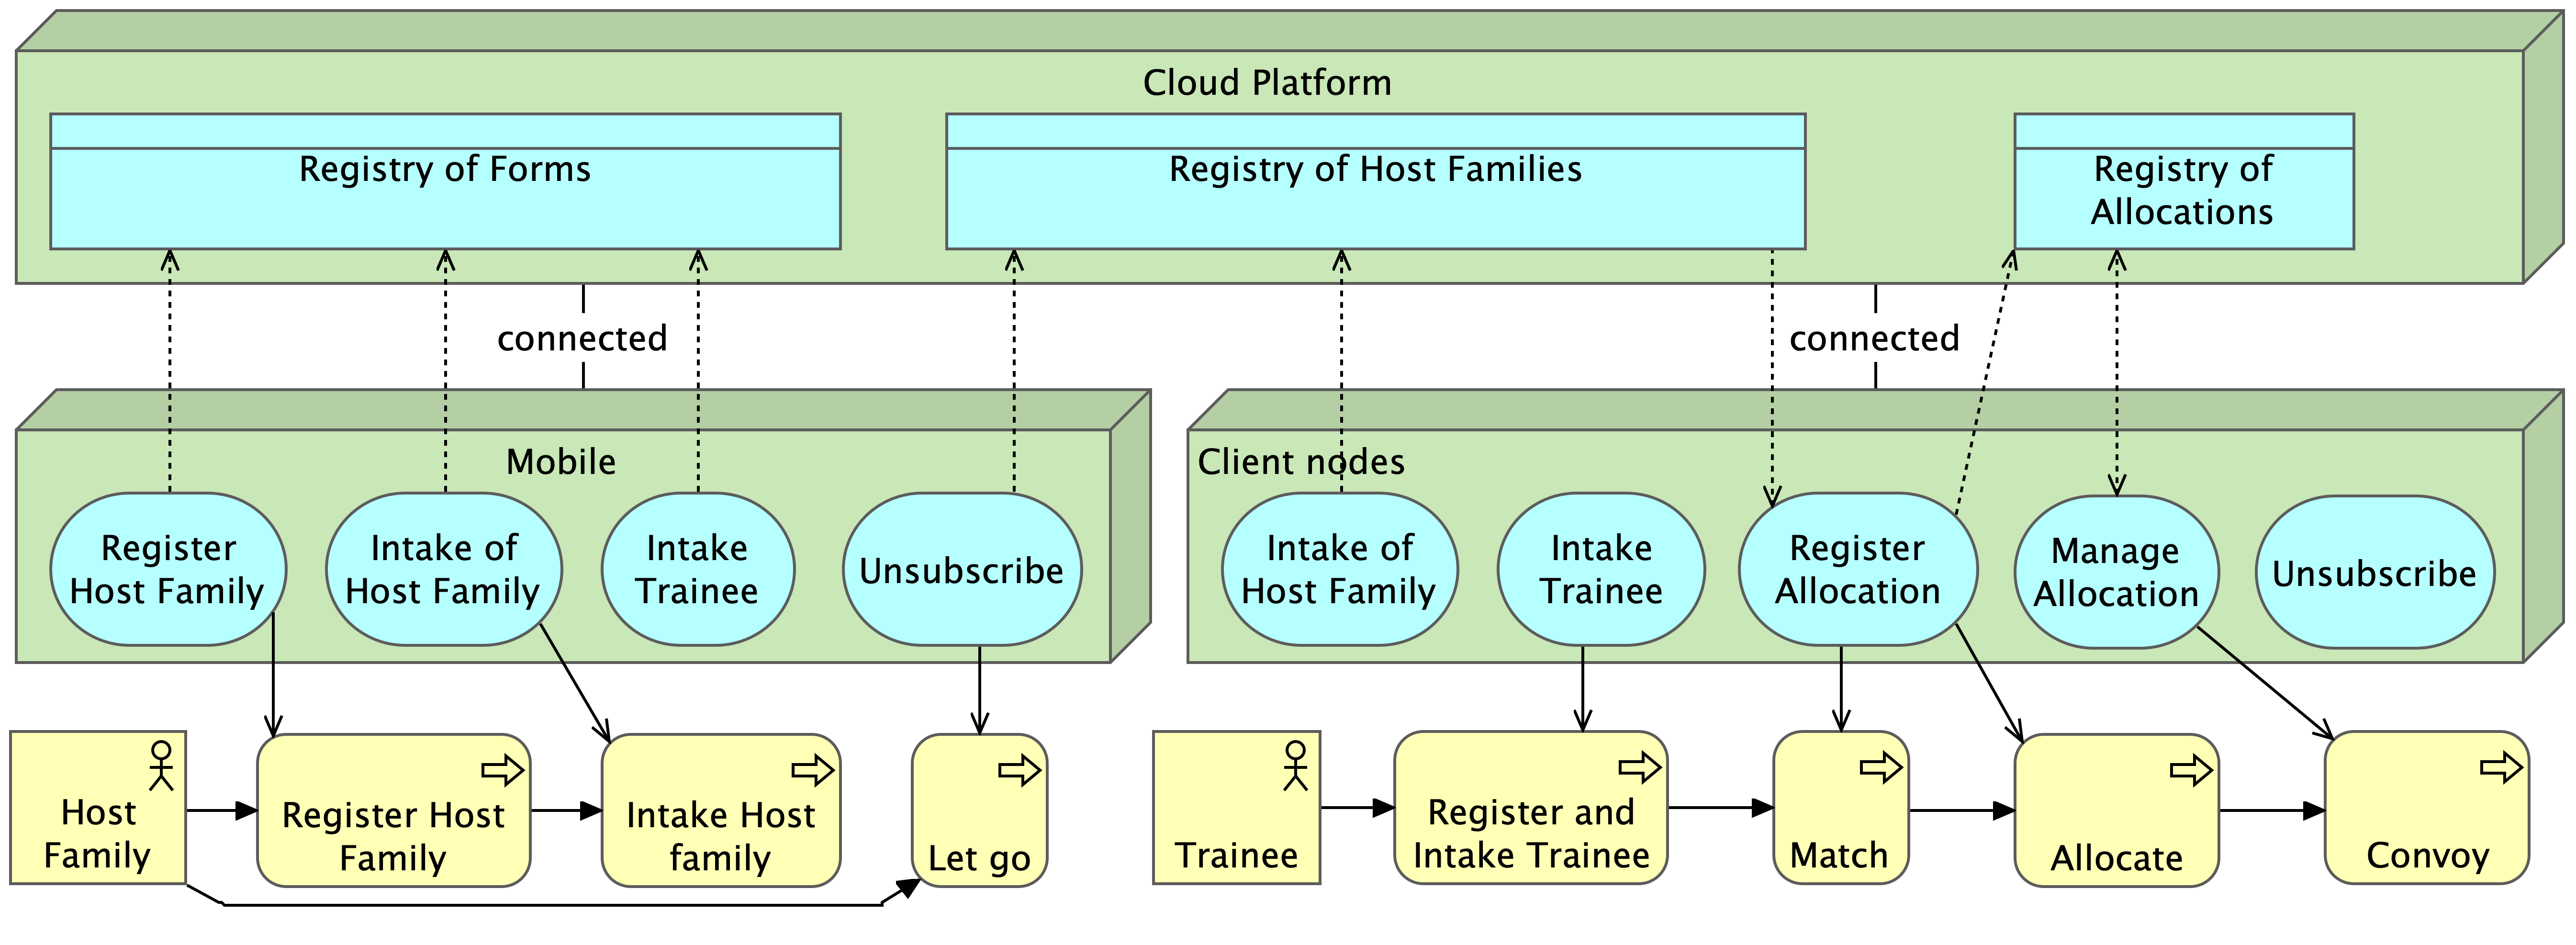 Cloud Platform
Registry of Forms
Registry of Host Families
Registry of
Allocations
connected
connected
Mobile
Client nodes
Register
Host Family
Intake of
Host Family
Intake
Trainee
Unsubscribe
Intake of
Host Family
Intake
Trainee
Register
Allocation
Manage
Allocation
Unsubscribe
Host
Family
Register Host
Family
Intake Host
family
Let go
Trainee
Register and
Intake Trainee
Match
Allocate
Convoy